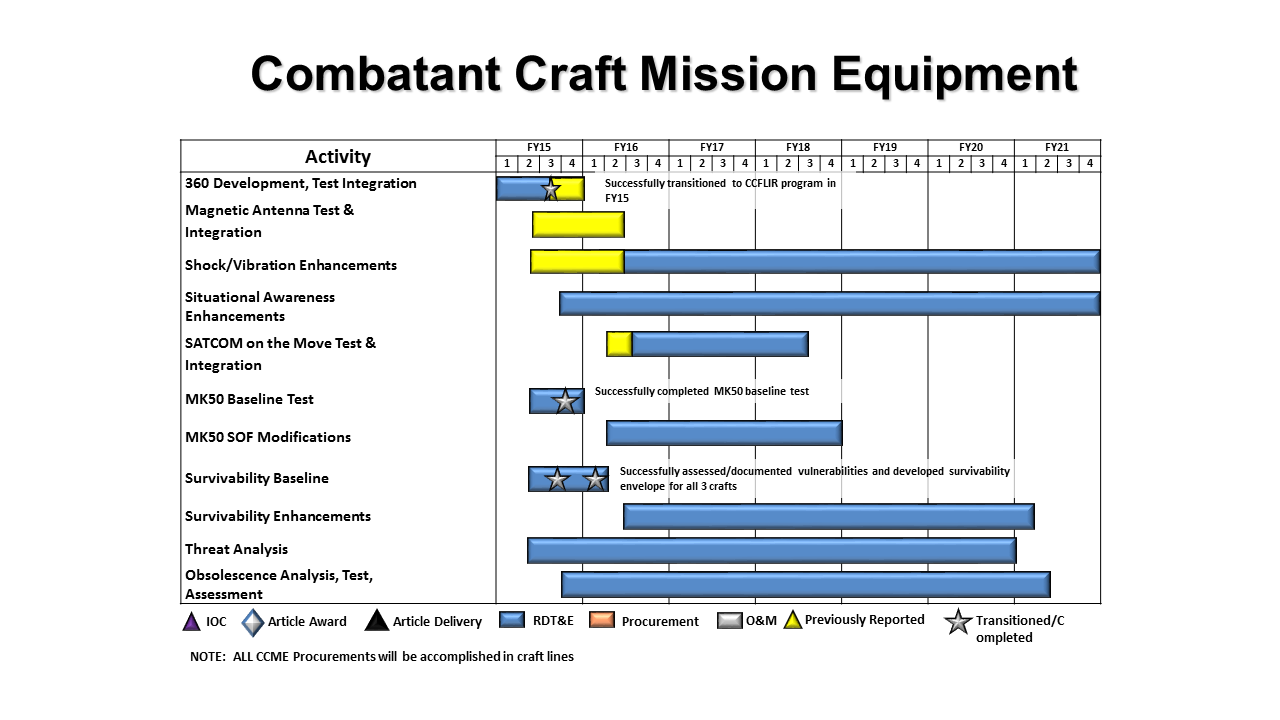 Combatant Craft Mission Equipment
Activity
FY15 FY16 FY17 FY18 FY19 FY20 FY21
1 2 3 4 1 2 3 4 1 2 3 4 1 2 3 4 1 2 3 4 1 2 3 4 1 2 3 4
360 Development, Test Integration
Successfully transitioned to CCFLIR program in
FY15
Magnetic Antenna Test &
Integration
Shock/Vibration Enhancements
Situational Awareness
Enhancements
SATCOM on the Move Test &
Integration
MK50 Baseline Test
Successfully completed MK50 baseline test
MK50 SOF Modifications
Survivability Baseline
Successfully assessed/documented vulnerabilities and developed survivability
envelope for all 3 crafts
Survivability Enhancements
Threat Analysis
Obsolescence Analysis, Test,
Assessment
IOC Article Award Article Delivery RDT&E Procurement O&M Previously Reported Transitioned/C
ompleted
NOTE: ALL CCME Procurements will be accomplished in craft lines